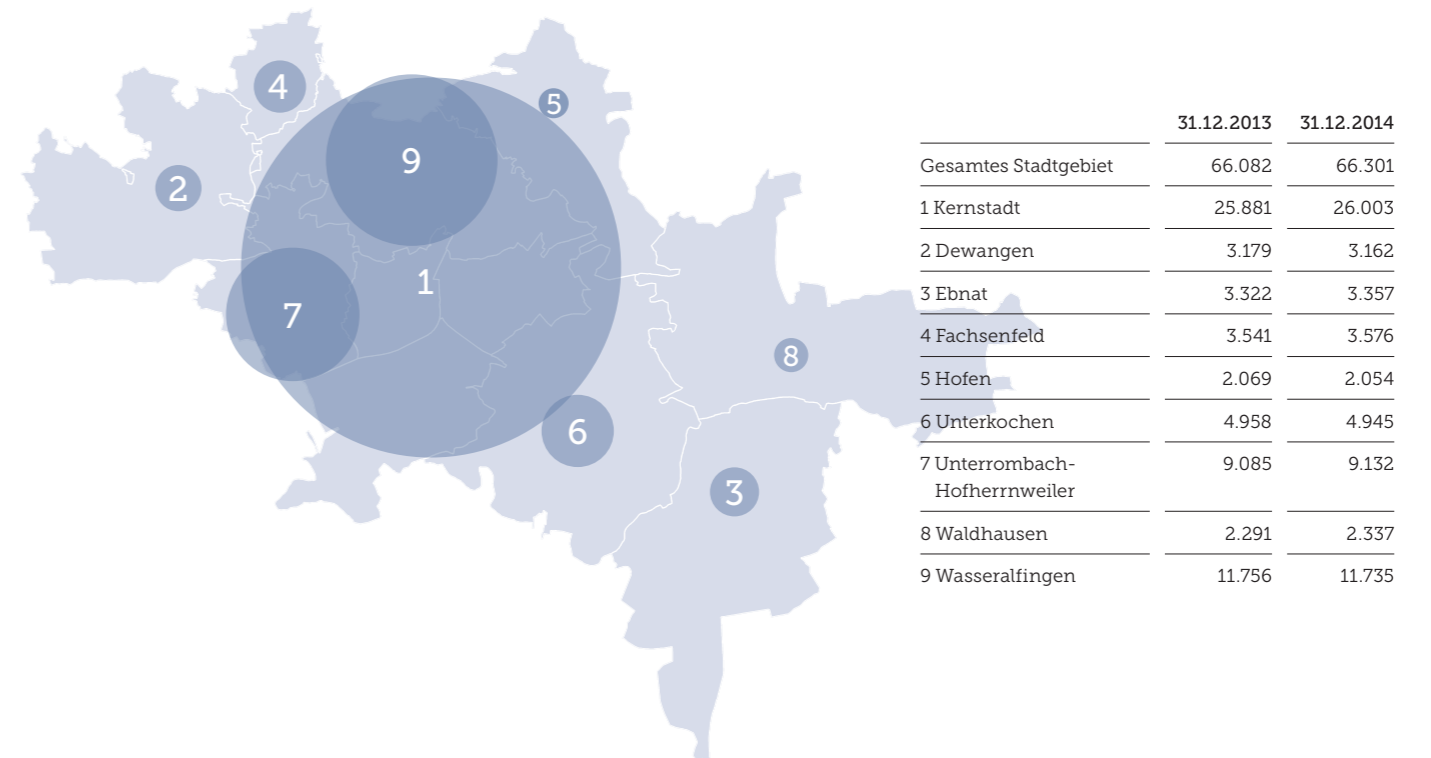 4
5
9
2
1
7
8
6
3
31.12.2013 31.12.2014
Gesamtes Stadtgebiet 66.082 66.301
1 Kernstadt 25.881 26.003
2 Dewangen 3.179 3.162
3 Ebnat 3.322 3.357
4 Fachsenfeld 3.541 3.576
5 Hofen 2.069 2.054
6 Unterkochen 4.958 4.945
7 Unterrombach- 9.085 9.132
Hofherrnweiler
8 Waldhausen 2.291 2.337
9 Wasseralfingen 11.756 11.735